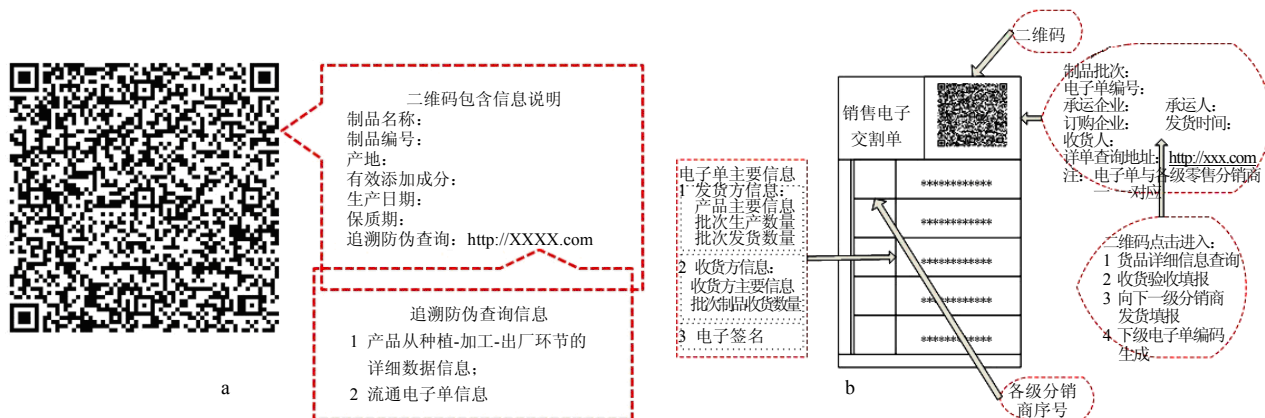 二维码包含信息说明
制品名称：
制品编号：
产地：
有效添加成分：
生产日期：
保质期：
追溯防伪查询：http://XXXX.com
追溯防伪查询信息
1 产品从种植-加工-出厂环节的
详细数据信息；
2 流通电子单信息
a
二维码
销售电子
交割单
************
************
************
************
************
电子单主要信息
1 发货方信息：
产品主要信息
批次生产数量
批次发货数量
2 收货方信息：
收货方主要信息
批次制品收货数量
3 电子签名
制品批次：
电子单编号：
承运企业： 承运人：
订购企业： 发货时间：
收货人：
详单查询地址：http://xxx.com
注： 电子单与各级零售分销商
一一对应
二维码点击进入：
1 货品详细信息查询
2 收货验收填报
3 向下一级分销商
发货填报
4 下级电子单编码
生成
各级分销
商序号
b